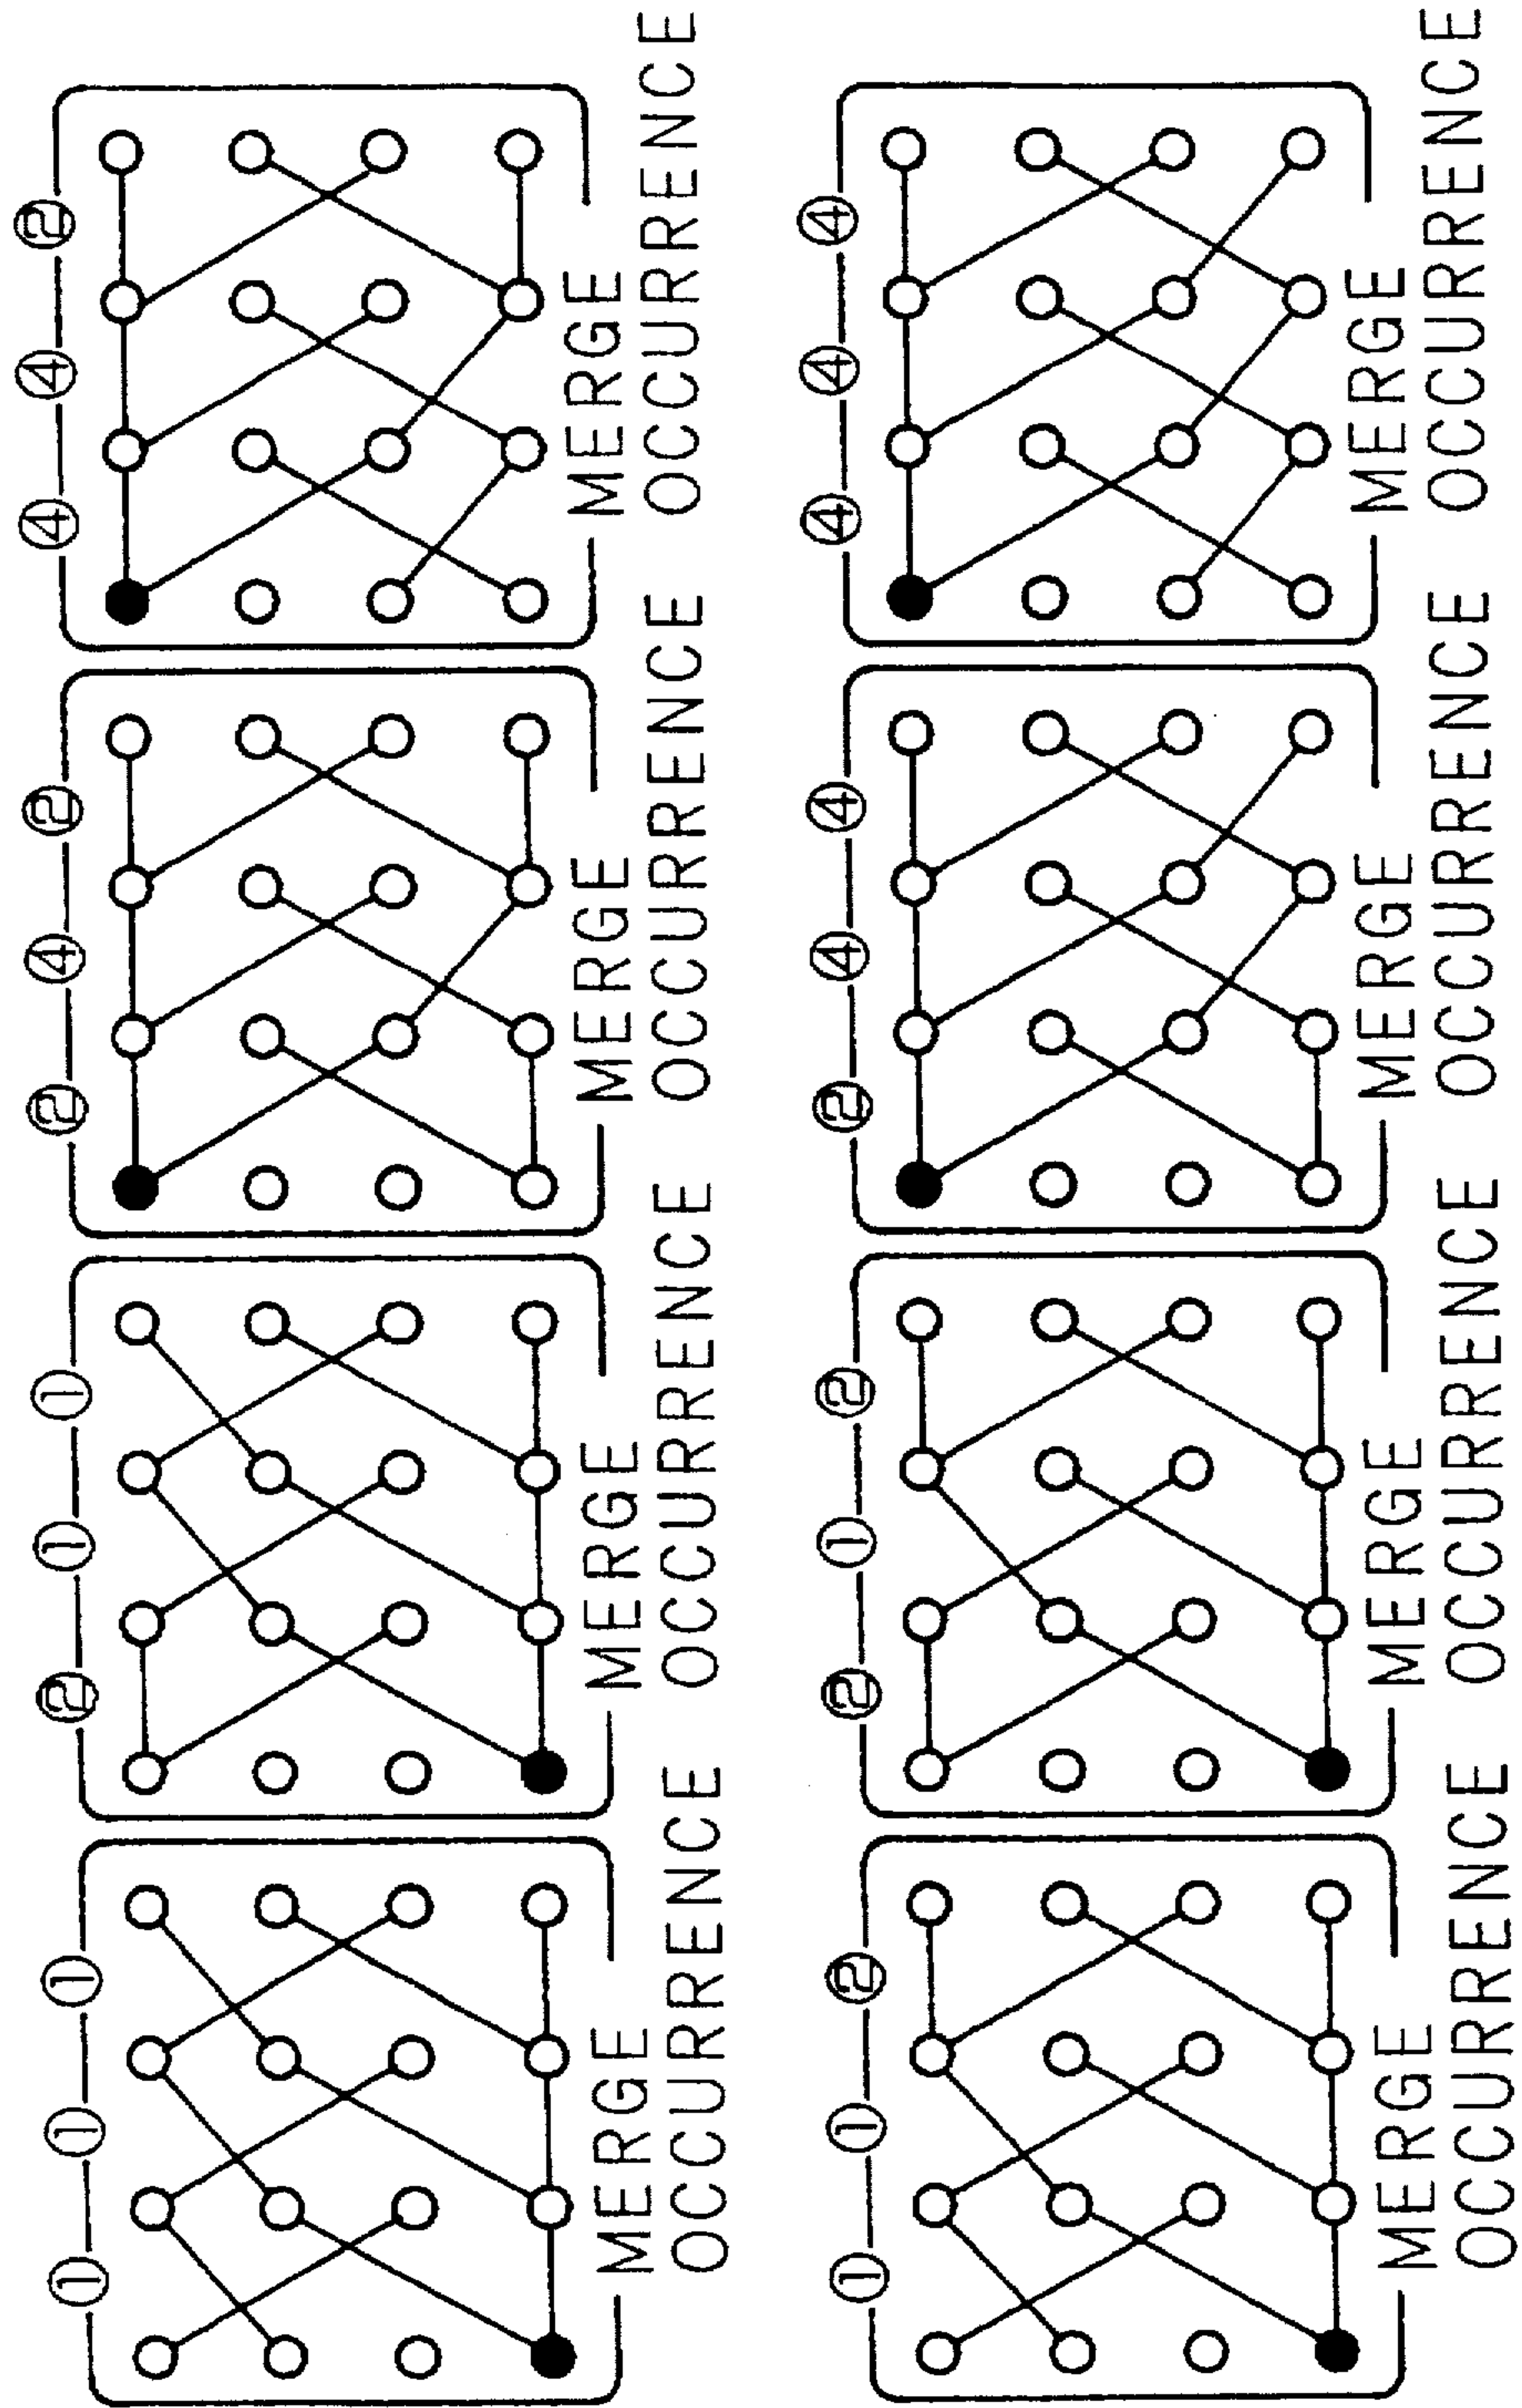 ① ① ① ② ① ① ② ④ ② ④ ④ ②
MERGE MERGE MERGE MERGE
OCCURRENCE OCCURRENCE OCCURRENCE OCCURRENCE
① ① ② ② ① ② ② ④ ④ ④ ④ ④
MERGE MERGE MERGE MERGE
OCCURRENCE OCCURRENCE OCCURRENCE OCCURRENCE